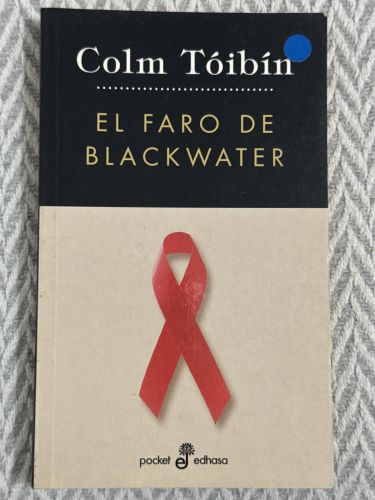 Colm Tóibín
EL FARO DE
BLACKWATER
pocket edhasa